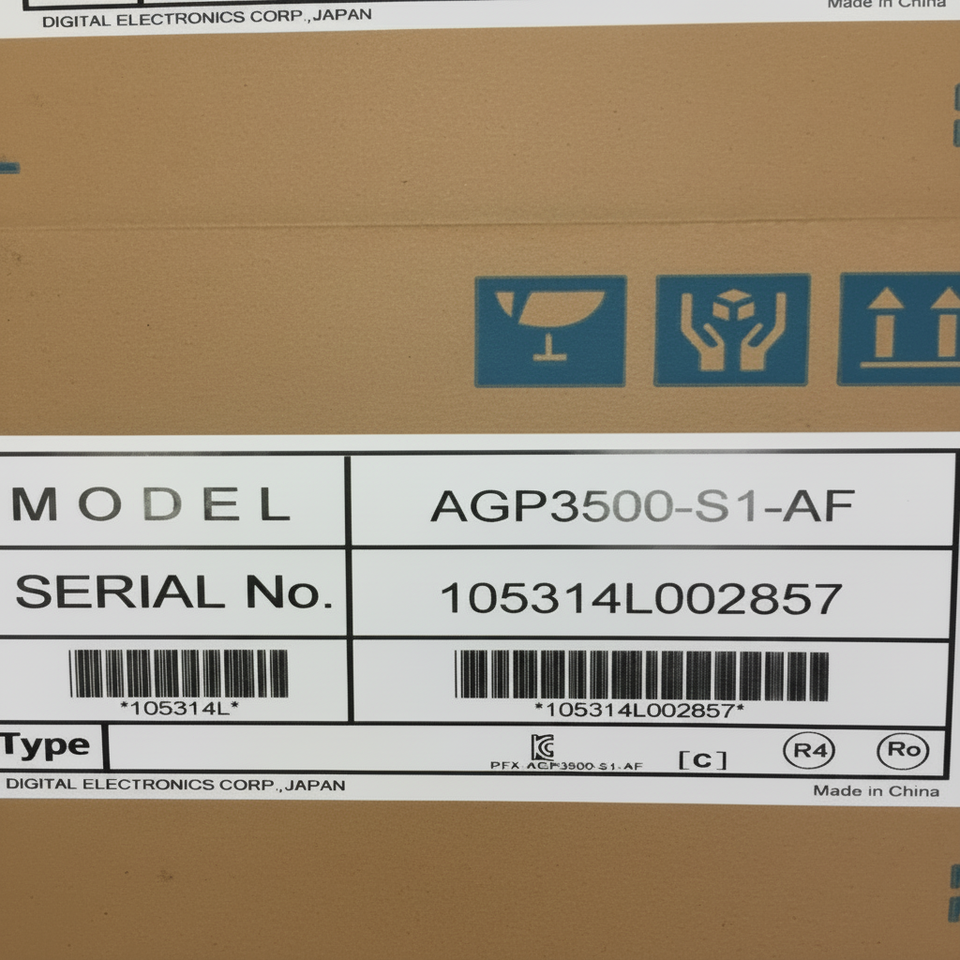 DIGITAL ELECTRONICS CORP.,JAPAN
Made in China
MODEL
AGP3500-S1-AF
SERIAL No.
105314L002857
*105314L*
*105314L002857*
Type
[C]
R4
Ro
DIGITAL ELECTRONICS CORP.,JAPAN
Made in China